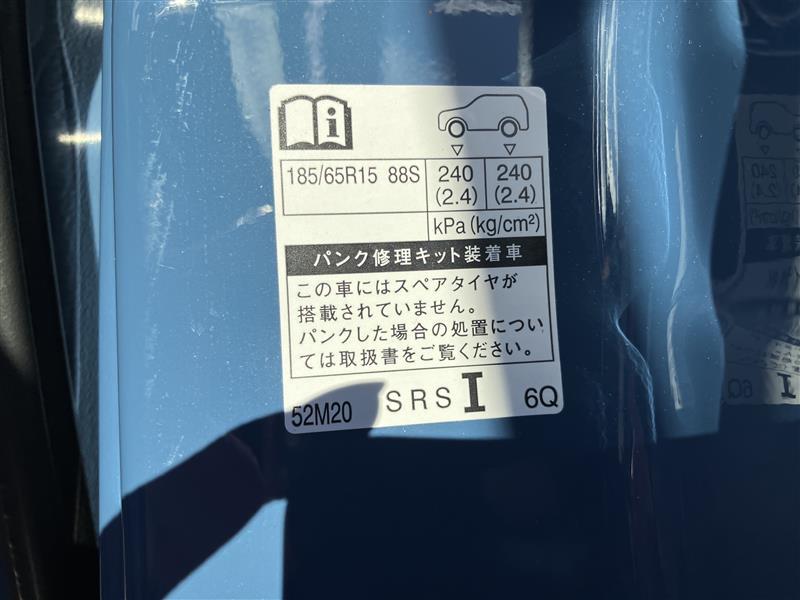 185/65R15 88S 240 240
(2.4) (2.4)
kPa (kg/cm²)
パンク修理キット装着車
この車にはスペアタイヤが
搭載されていません。
パンクした場合の処置につい
ては取扱書をご覧ください。
52M20 SRS I 6Q